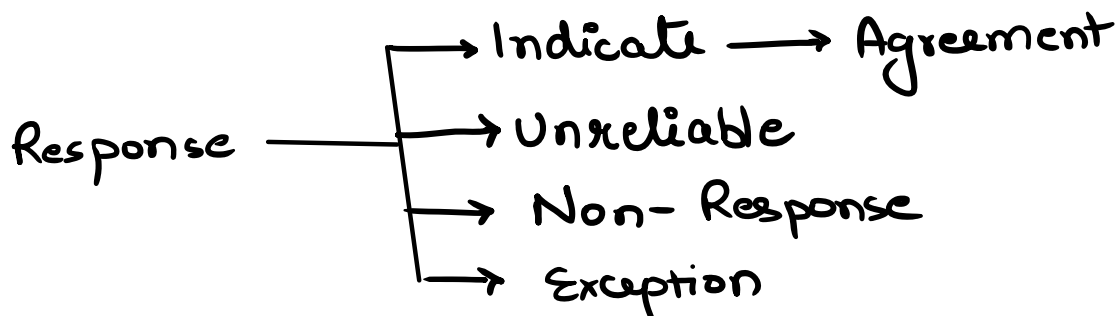 Indicate Agreement
Unreliable
Response
Non-Response
Exception